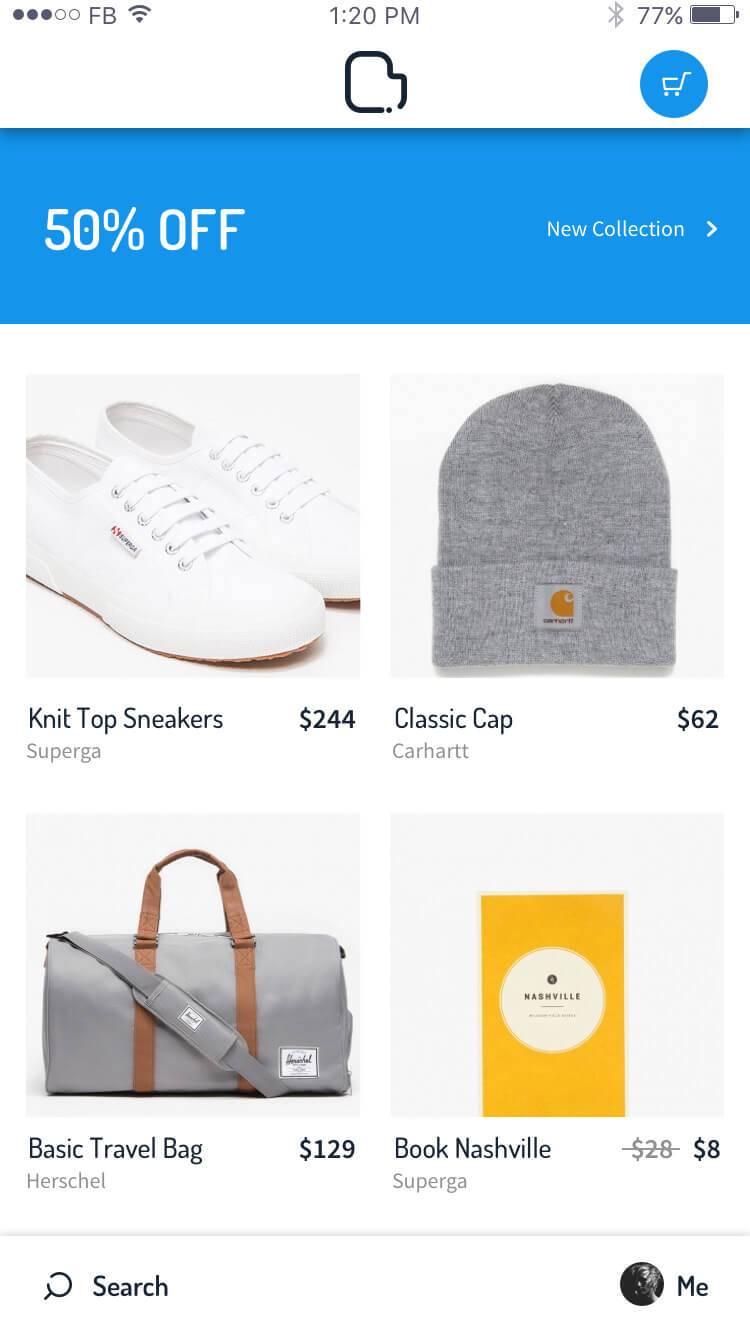 FB 1:20 PM 77%
50% OFF
New Collection
SUPERGA
carhartt
Knit Top Sneakers $244
Classic Cap $62
Superga
Carhartt
Herschel
Herschel
NASHVILLE
Basic Travel Bag $129
Book Nashville $28 $8
Herschel
Superga
Search
Me